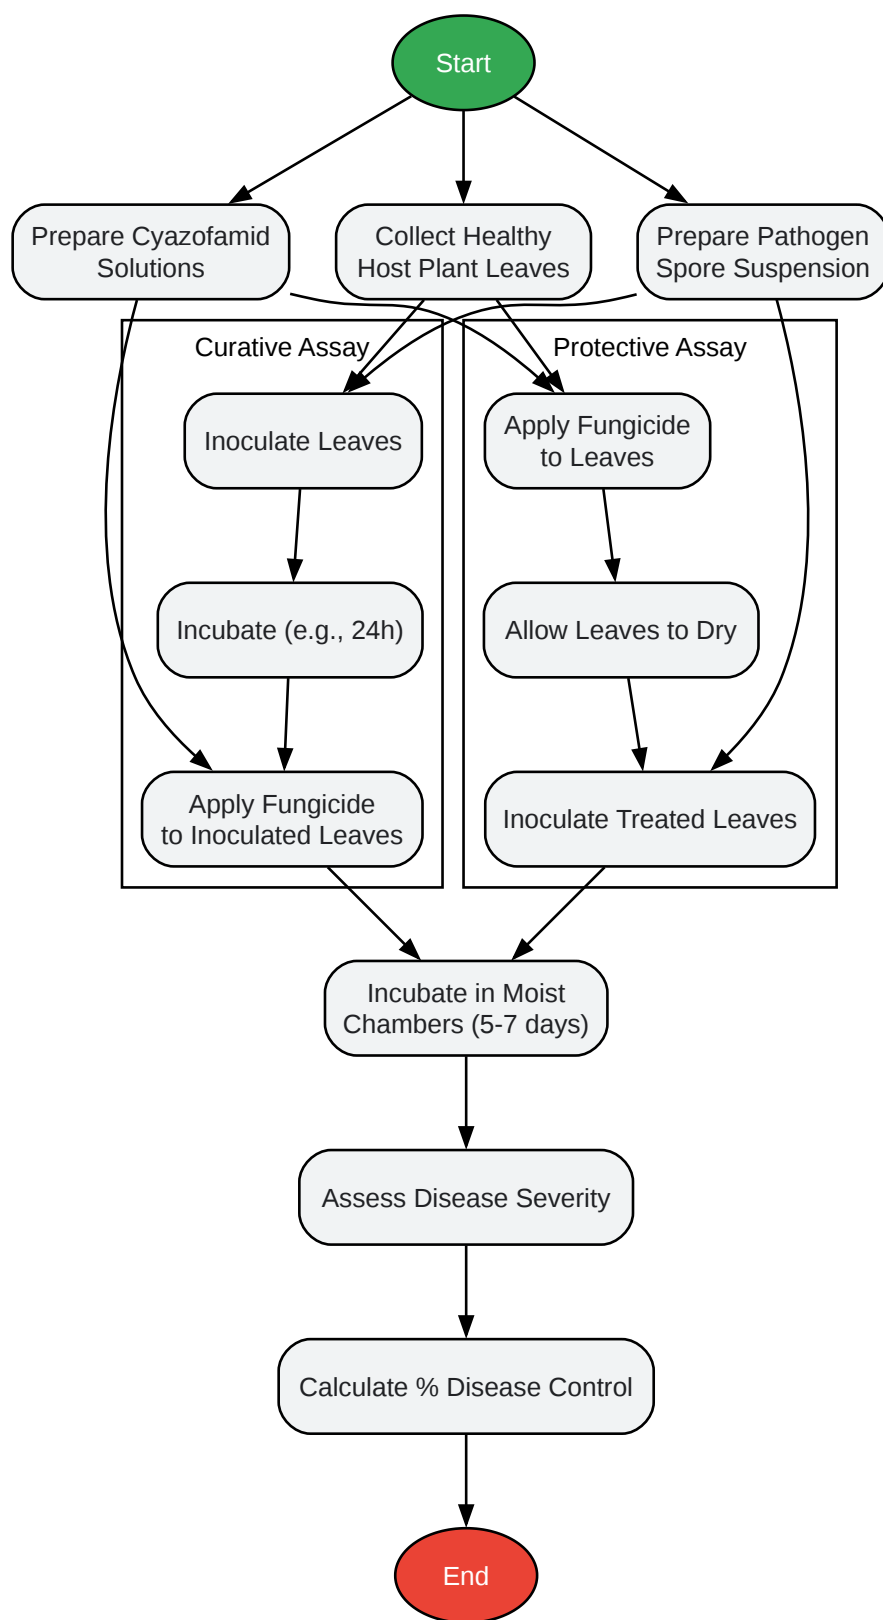 Start
Prepare Cyazofamid
Solutions
Collect Healthy
Host Plant Leaves
Prepare Pathogen
Spore Suspension
Curative Assay
Protective Assay
Inoculate Leaves
Apply Fungicide
to Leaves
Incubate (e.g., 24h)
Allow Leaves to Dry
Apply Fungicide
to Inoculated Leaves
Inoculate Treated Leaves
Incubate in Moist
Chambers (5-7 days)
Assess Disease Severity
Calculate % Disease Control
End